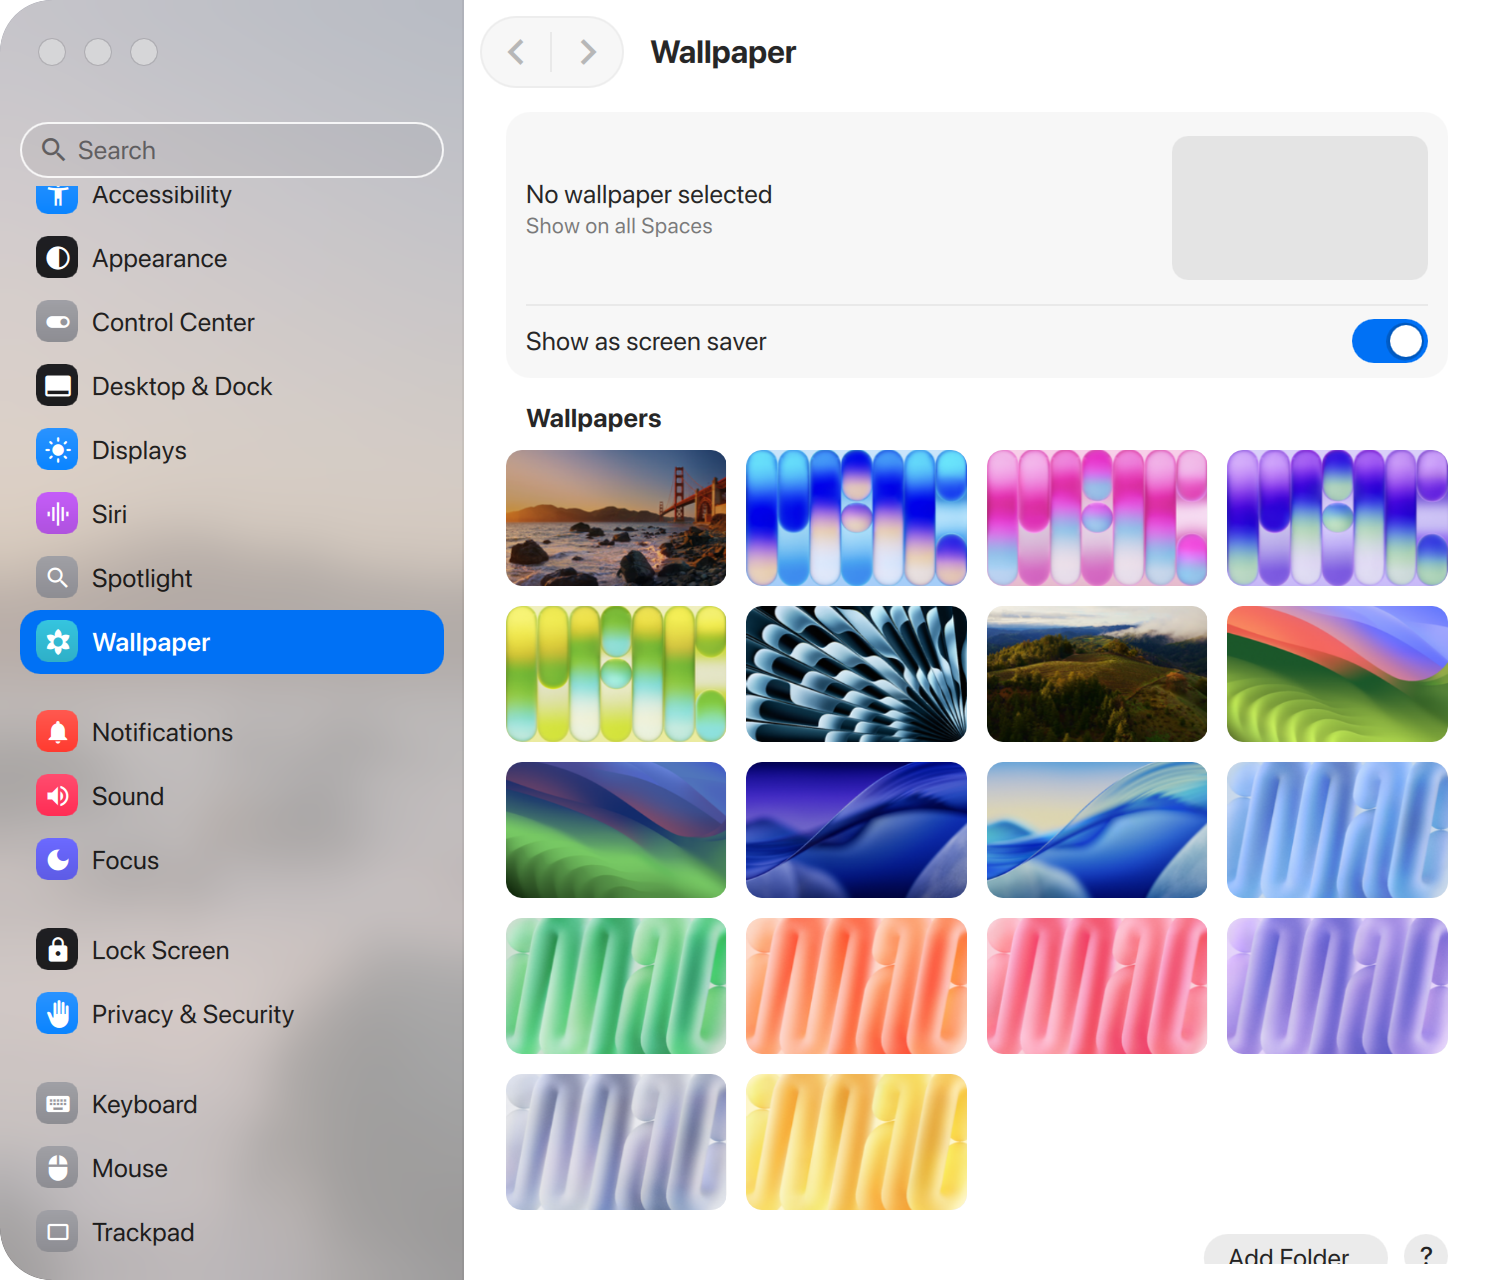 Wallpaper
Search
Accessibility
Appearance
Control Center
Desktop & Dock
Displays
Siri
Spotlight
Wallpaper
Notifications
Sound
Focus
Lock Screen
Privacy & Security
Keyboard
Mouse
Trackpad
No wallpaper selected
Show on all Spaces
Show as screen saver
Wallpapers
Add Folder
?